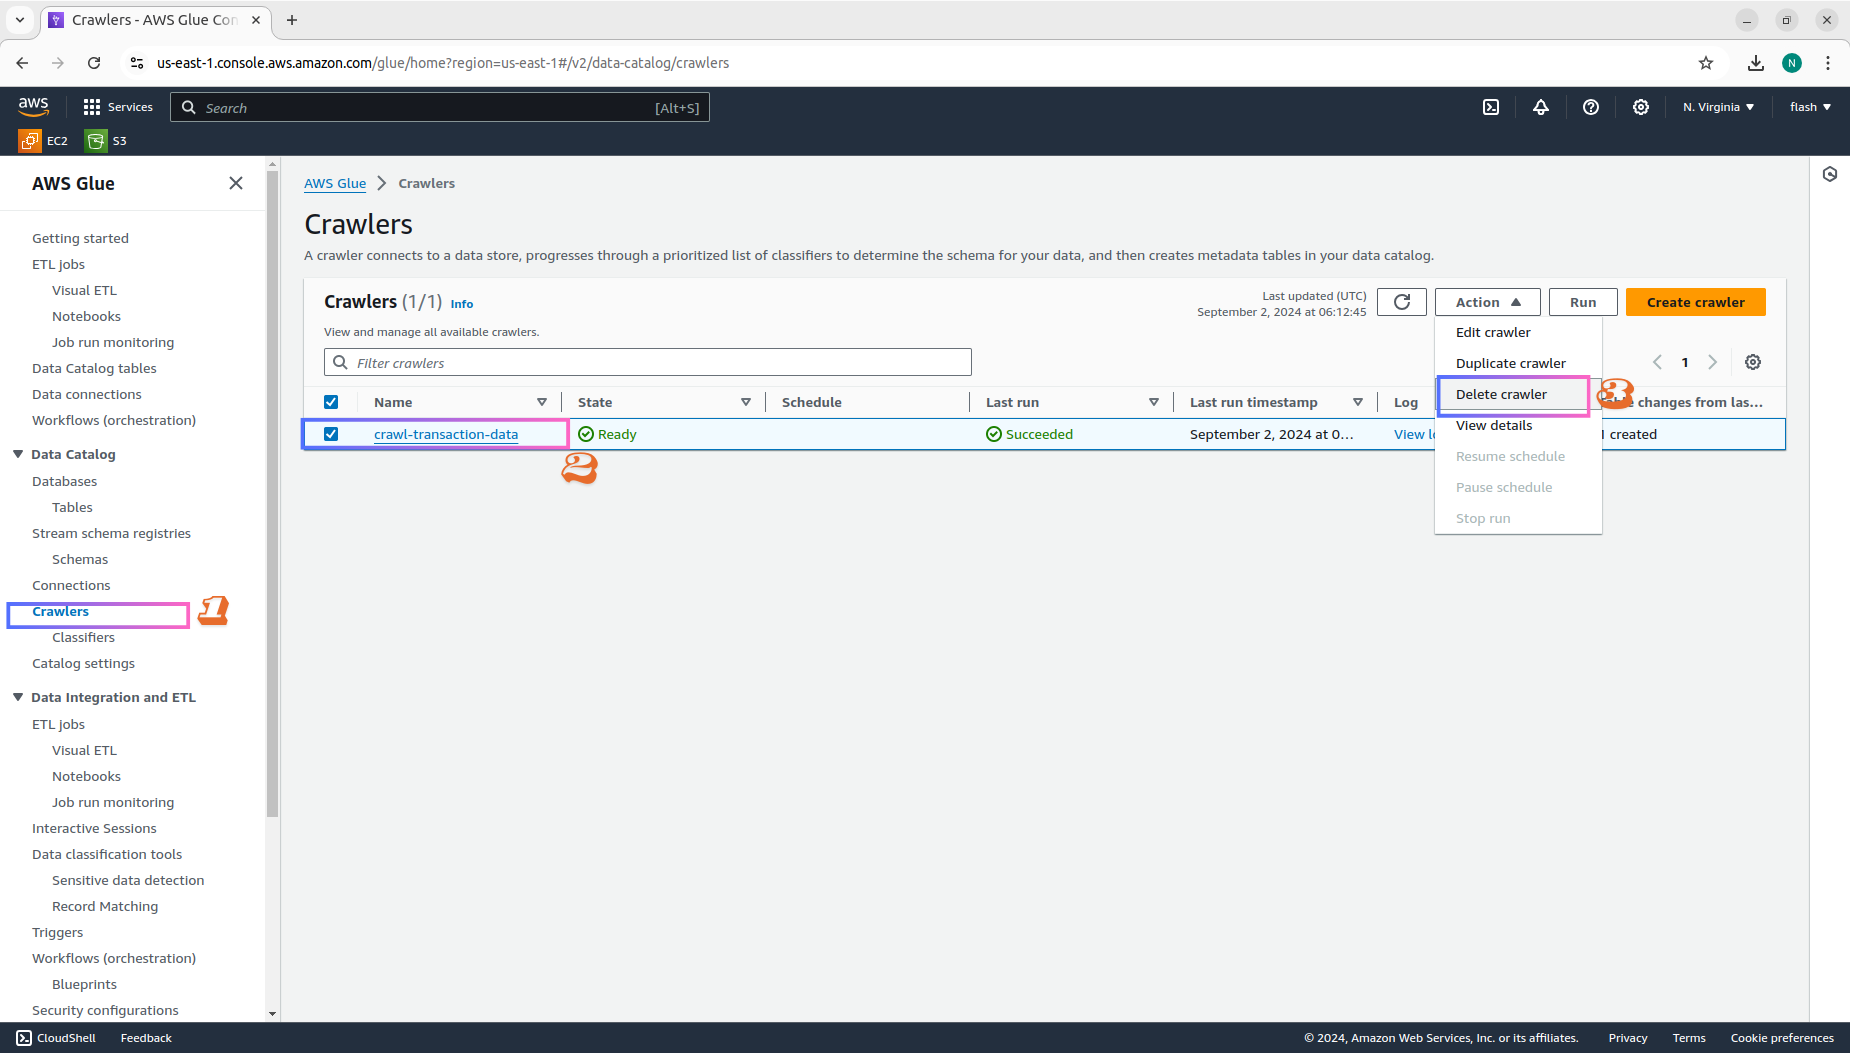 Crawlers - AWS Glue Con
us-east-1.console.aws.amazon.com/glue/home?region=us-east-1#/v2/data-catalog/crawlers
N
aws
Services
Search
[Alt+S]
N. Virginia
flash
EC2
S3
AWS Glue
Getting started
ETL jobs
Visual ETL
Notebooks
Job run monitoring
Data Catalog tables
Data connections
Workflows (orchestration)
Data Catalog
Databases
Tables
Stream schema registries
Schemas
Connections
Crawlers
1
Classifiers
Catalog settings
Data Integration and ETL
ETL jobs
Visual ETL
Notebooks
Job run monitoring
Interactive Sessions
Data classification tools
Sensitive data detection
Record Matching
Triggers
Workflows (orchestration)
Blueprints
Security configurations
AWS Glue
Crawlers
Crawlers
A crawler connects to a data store, progresses through a prioritized list of classifiers to determine the schema for your data, and then creates metadata tables in your data catalog.
Crawlers (1/1) Info
View and manage all available crawlers.
Last updated (UTC)
September 2, 2024 at 06:12:45
Action
Run
Create crawler
Filter crawlers
1
Edit crawler
Duplicate crawler
Delete crawler
3
View details
Resume schedule
Pause schedule
Stop run
Name
State
Schedule
Last run
Last run timestamp
Log
changes from las...
crawl-transaction-data
Ready
Succeeded
September 2, 2024 at 0...
View
created
2
CloudShell
Feedback
© 2024, Amazon Web Services, Inc. or its affiliates.
Privacy
Terms
Cookie preferences